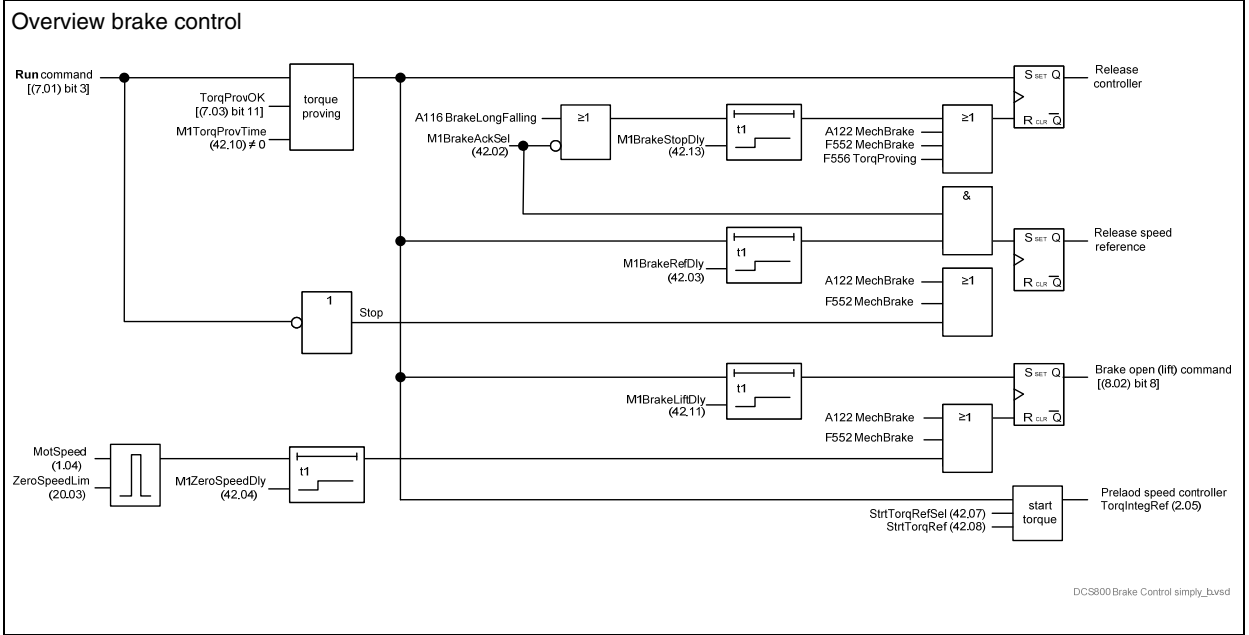 Overview brake control
Run command
[(7.01) bit 3]
TorqProvOK
[(7.03) bit 11]
M1TorqProvTime
(42.10) ≠ 0
torque
proving
A116 BrakeLongFalling
M1BrakeAckSel
(42.02)
≥1
M1BrakeStopDly
(42.13)
t1
A122 MechBrake
F552 MechBrake
F556 TorqProving
≥1
S SET Q
R CLR Q
Release
controller
&
M1BrakeRefDly
(42.03)
t1
A122 MechBrake
F552 MechBrake
≥1
S SET Q
R CLR Q
Release speed
reference
1
Stop
M1BrakeLiftDly
(42.11)
t1
A122 MechBrake
F552 MechBrake
≥1
S SET Q
R CLR Q
Brake open (lift) command
[(8.02) bit 8]
MotSpeed
(1.04)
ZeroSpeedLim
(20.03)
M1ZeroSpeedDly
(42.04)
t1
StrtTorqRefSel (42.07)
StrtTorqRef (42.08)
start
torque
Prelaod speed controller
TorqIntegRef (2.05)
DCS800 Brake Control simply_b.vsd